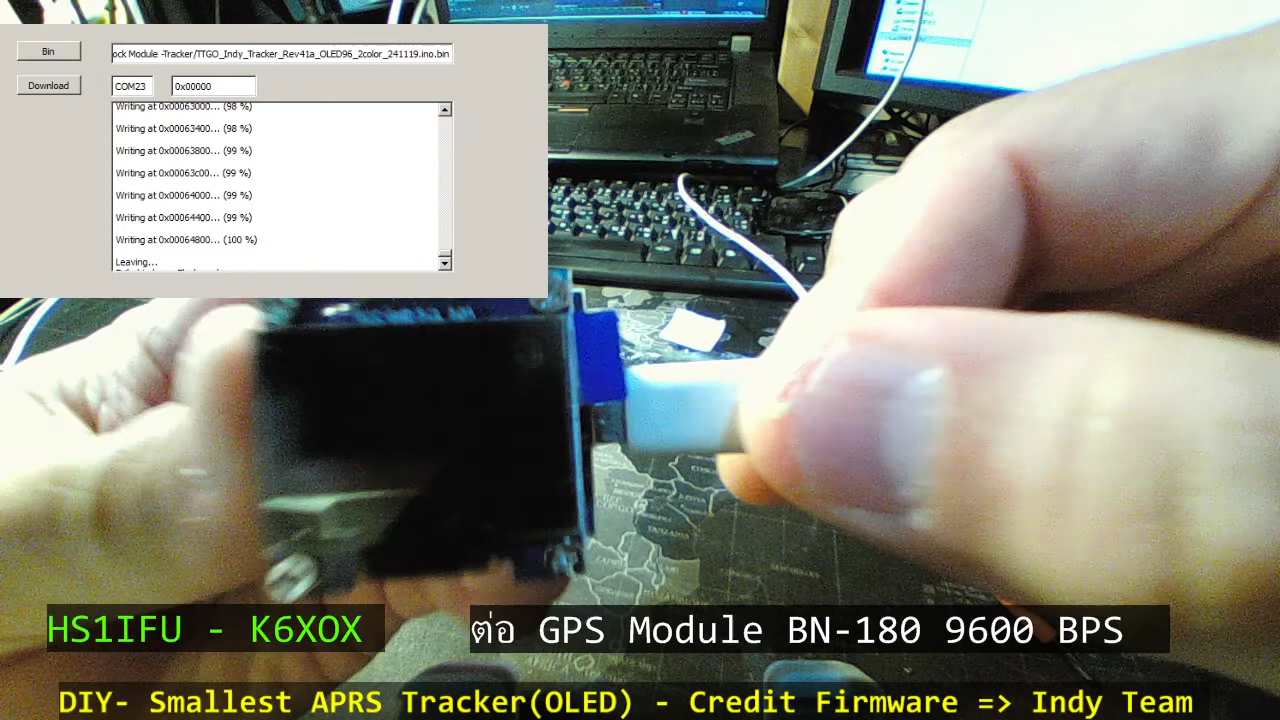 Bin
ock Module -Tracker/TTGO_Indy_Tracker_Rev41a_OLED96_2color_241119.ino.bin
Download
COM23
0x00000
Writing at 0x00063000... (98 %)
Writing at 0x00063400... (98 %)
Writing at 0x00063800... (99 %)
Writing at 0x00063c00... (99 %)
Writing at 0x00064000... (99 %)
Writing at 0x00064400... (99 %)
Writing at 0x00064800... (100 %)
Leaving...
HS1IFU - K6XOX
ต่อ GPS Module BN-180 9600 BPS
DIY- Smallest APRS Tracker(OLED) - Credit Firmware => Indy Team